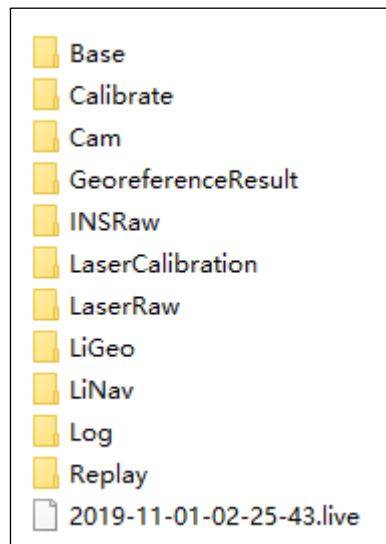 Base
Calibrate
Cam
GeoreferenceResult
INSRaw
LaserCalibration
LaserRaw
LiGeo
LiNav
Log
Replay
2019-11-01-02-25-43.live